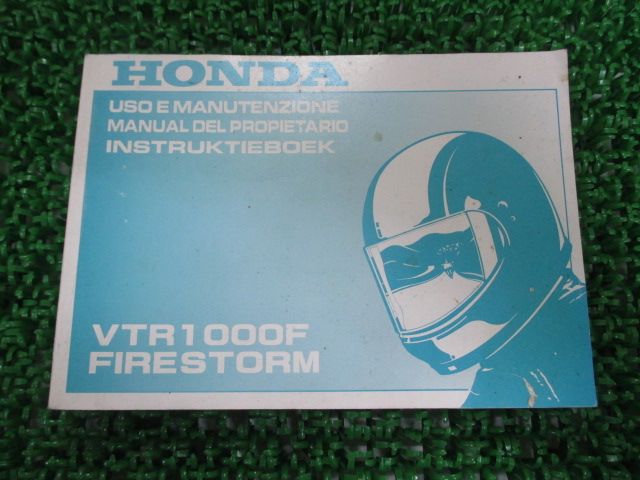 HONDA
USO E MANUTENZIONE
MANUAL DEL PROPIETARIO
INSTRUKTIEBOEK
VTR1000F
FIRESTORM